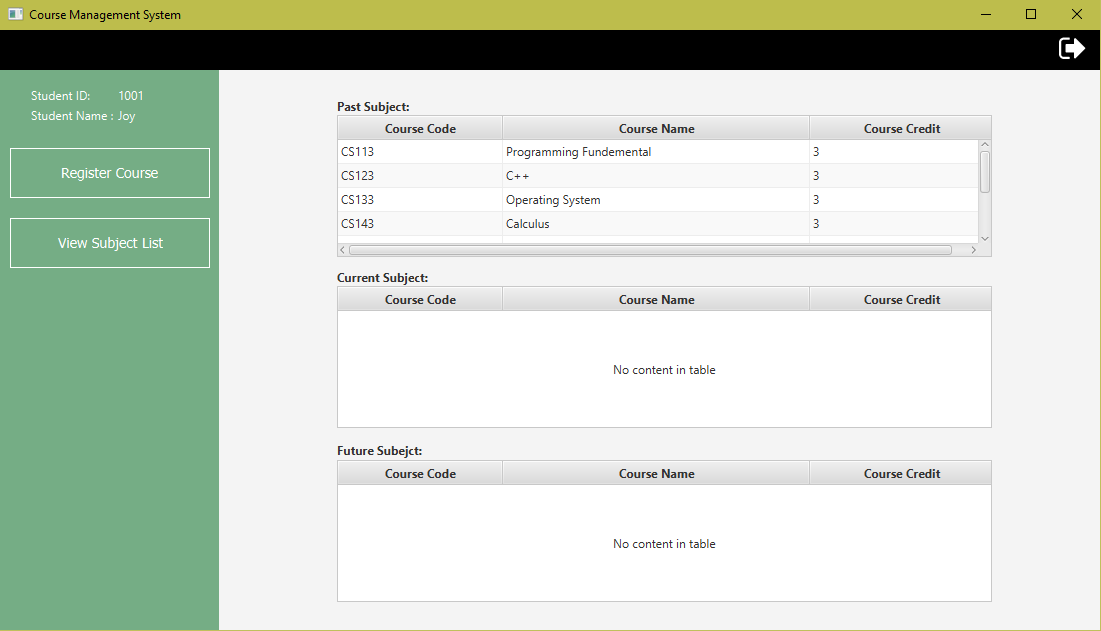 Course Management System
Student ID: 1001
Student Name : Joy
Register Course
View Subject List
Past Subject:
Course Code Course Name Course Credit
CS113 Programming Fundemental 3
CS123 C++ 3
CS133 Operating System 3
CS143 Calculus 3
Current Subject:
Course Code Course Name Course Credit
No content in table
Future Subejct:
Course Code Course Name Course Credit
No content in table